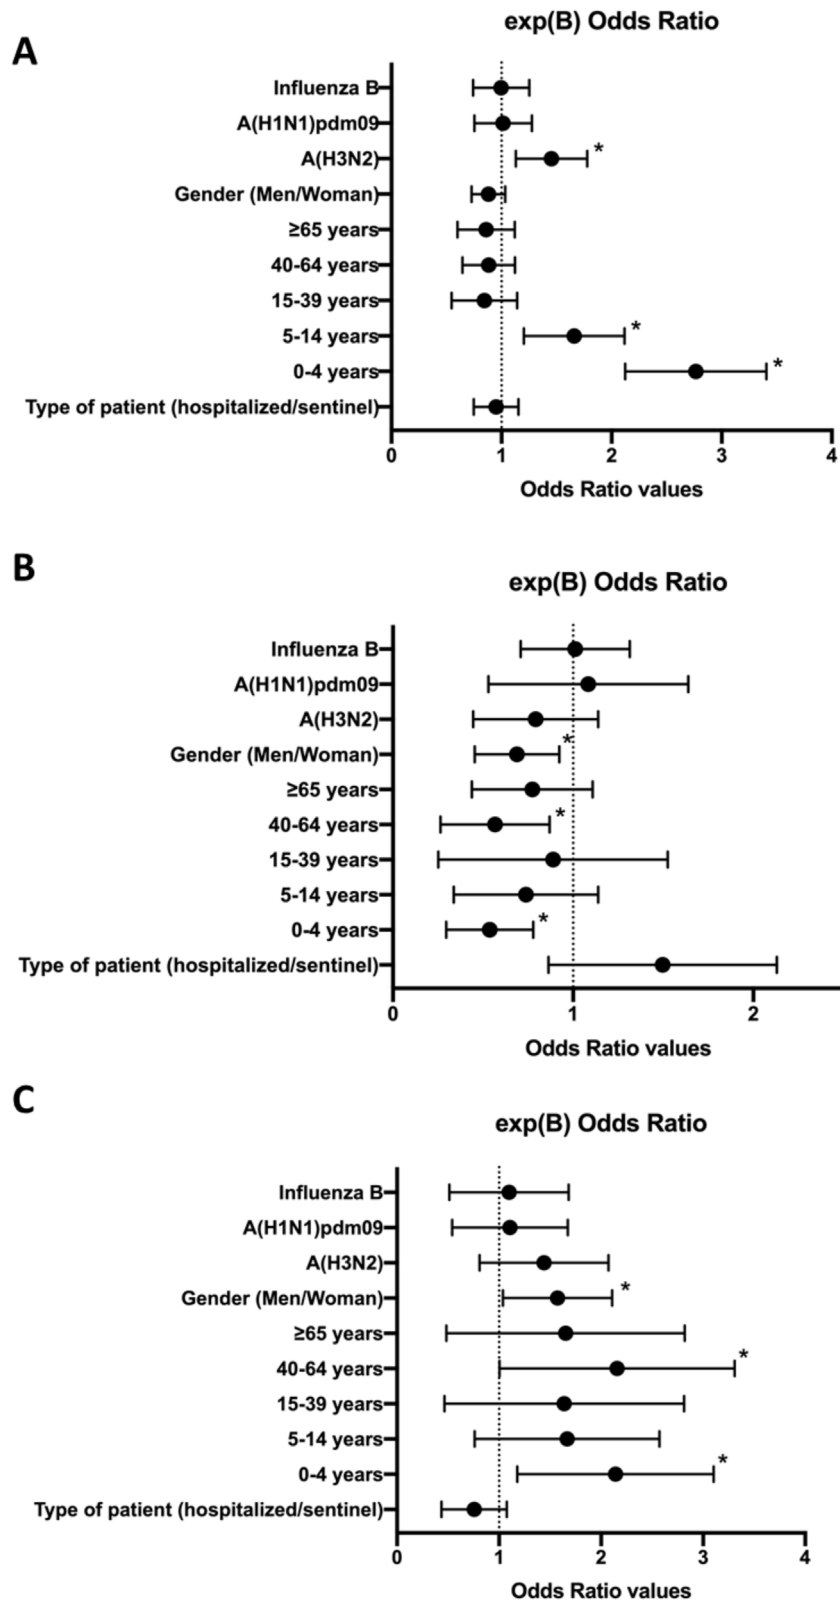 A
exp(B) Odds Ratio
Influenza B
A(H1N1)pdm09
A(H3N2)
*
Gender (Men/Woman)
≥65 years
40-64 years
15-39 years
5-14 years
*
0-4 years
*
Type of patient (hospitalized/sentinel)
0 1 2 3 4
Odds Ratio values
B
exp(B) Odds Ratio
Influenza B
A(H1N1)pdm09
A(H3N2)
Gender (Men/Woman)
*
≥65 years
40-64 years
*
15-39 years
5-14 years
0-4 years
*
Type of patient (hospitalized/sentinel)
0 1 2
Odds Ratio values
C
exp(B) Odds Ratio
Influenza B
A(H1N1)pdm09
A(H3N2)
Gender (Men/Woman)
*
≥65 years
40-64 years
*
15-39 years
5-14 years
0-4 years
*
Type of patient (hospitalized/sentinel)
0 1 2 3 4
Odds Ratio values